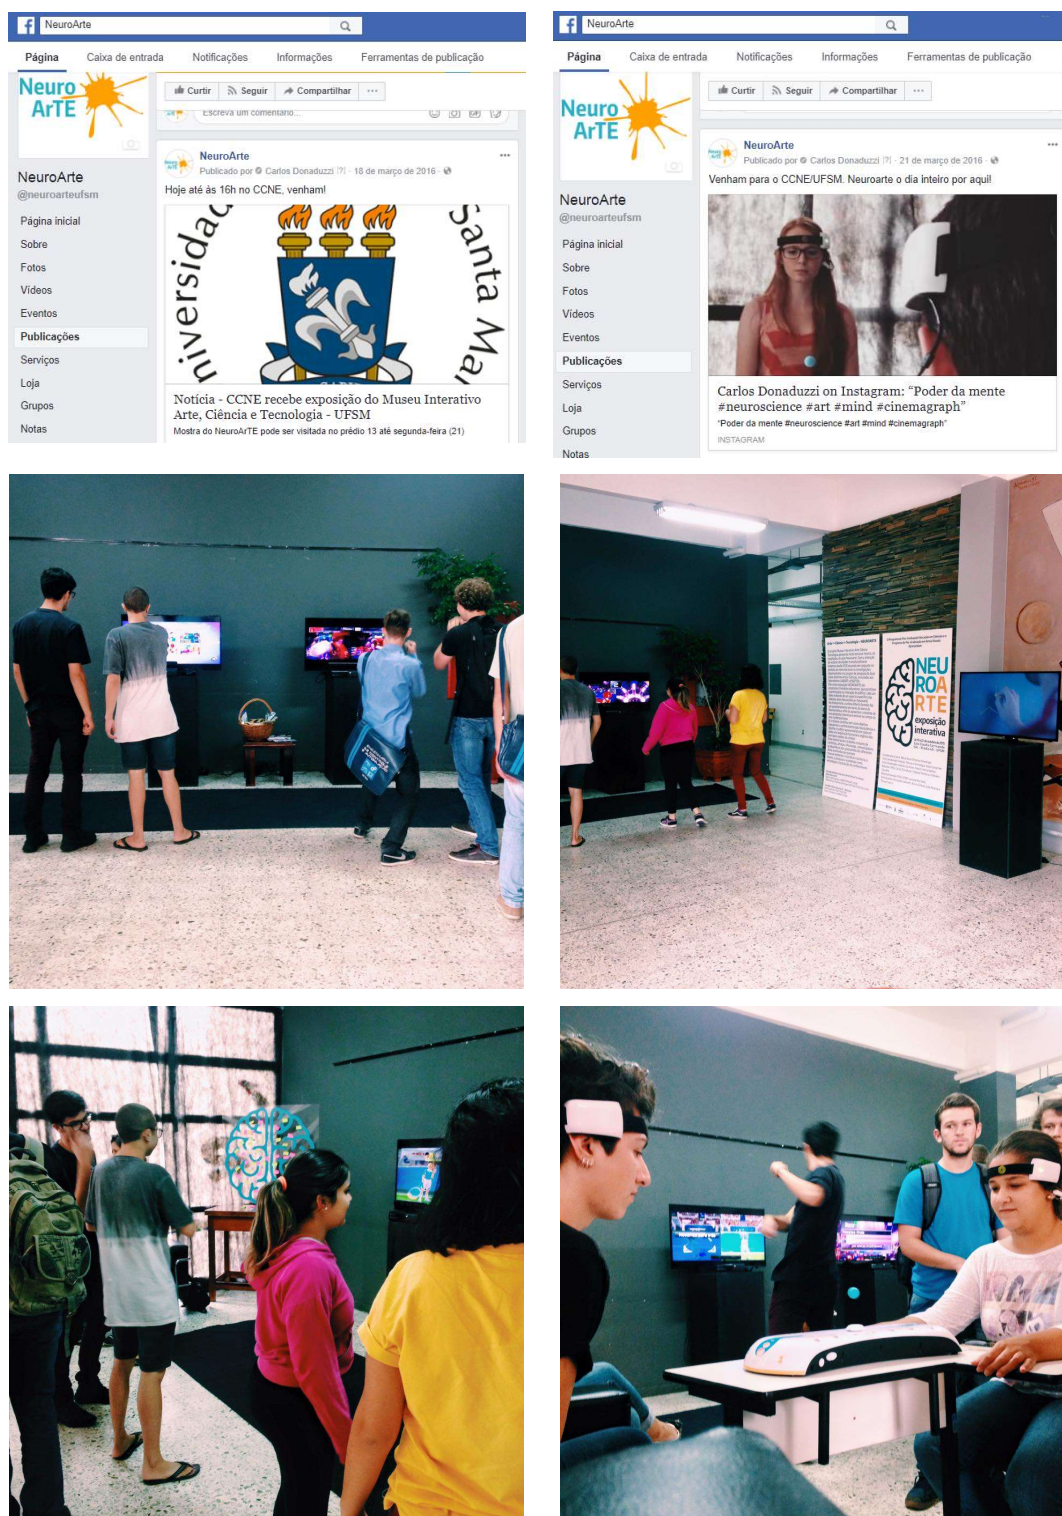 NeuroArte
Página Caixa de entrada Notificações Informações Ferramentas de publicação
Neuro
ArTE
Curtir Seguir Compartilhar ...
Escreva um comentário...
NeuroArte
@neuroarteufsm
Página inicial
Sobre
Fotos
Vídeos
Eventos
Publicações
Serviços
Loja
Grupos
Notas
NeuroArte
Publicado por Carlos Donaduzzi [?] · 18 de março de 2016 ·
Hoje até às 16h no CCNE, venham!
niversidad Santa Mar
Notícia - CCNE recebe exposição do Museu Interativo
Arte, Ciência e Tecnologia - UFSM
Mostra do NeuroArTE pode ser visitada no prédio 13 até segunda-feira (21)
NeuroArte
Página Caixa de entrada Notificações Informações Ferramentas de publicação
Neuro
ArTE
Curtir Seguir Compartilhar ...
NeuroArte
@neuroarteufsm
Página inicial
Sobre
Fotos
Vídeos
Eventos
Publicações
Serviços
Loja
Grupos
Notas
NeuroArte
Publicado por Carlos Donaduzzi [?] · 21 de março de 2016 ·
Venham para o CCNE/UFSM. Neuroarte o dia inteiro por aqui!
Carlos Donaduzzi on Instagram: “Poder da mente
#neuroscience #art #mind #cinemagraph”
“Poder da mente #neuroscience #art #mind #cinemagraph”
INSTAGRAM
NEU
ROA
RTE
exposição
interativa